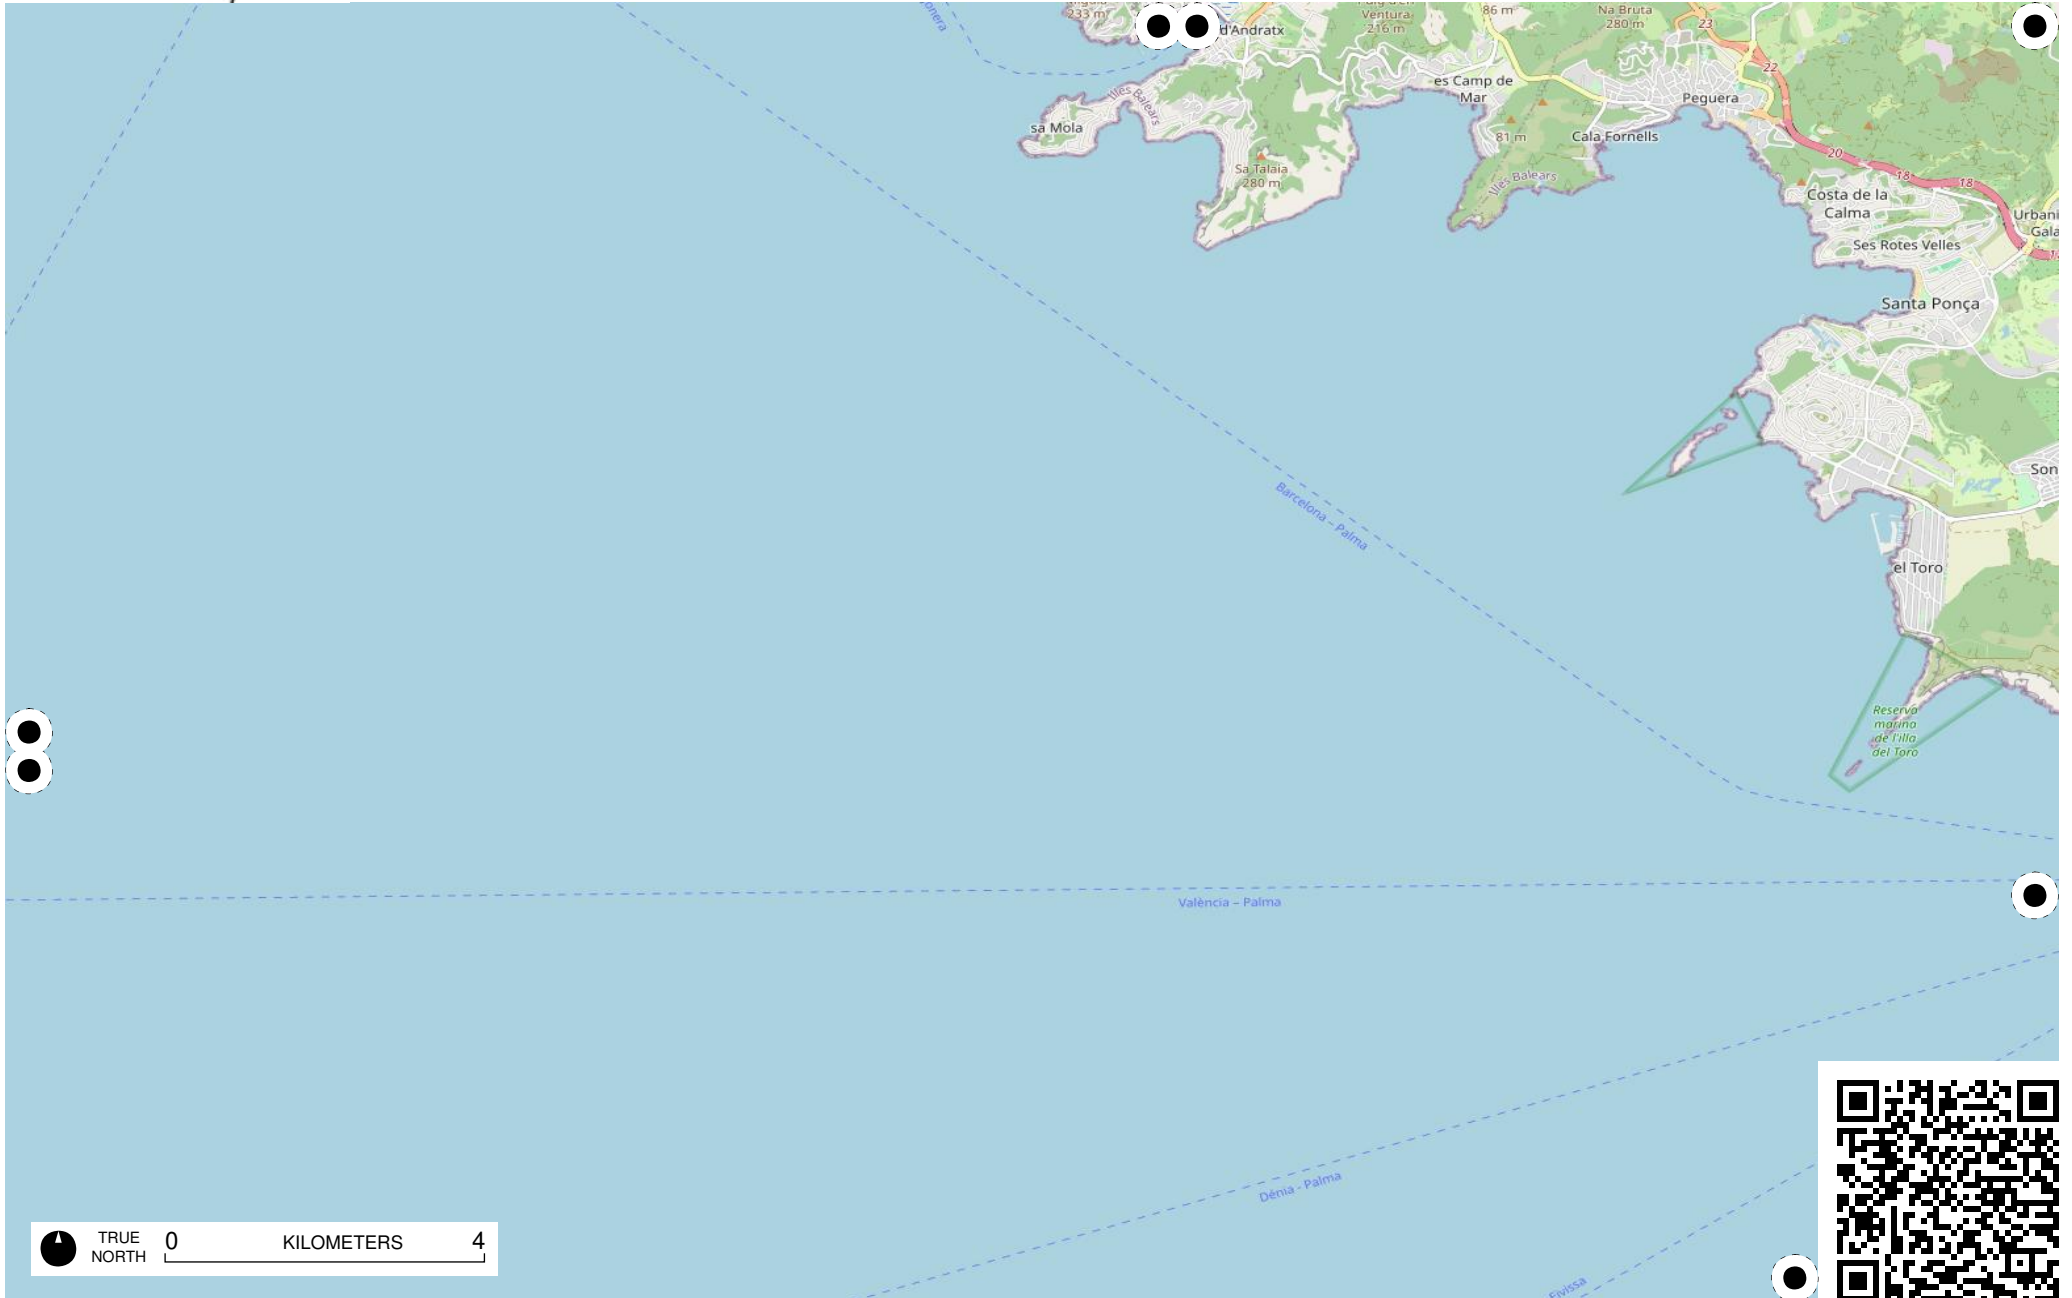 233 m
d'Andratx
Ventura
216 m
86 m
Na Bruta
280 m
23
22
es Camp de
Mar
Peguera
Illes Balears
sa Mola
81 m
Cala Fornells
20
Sa Talaia
280 m
Illes Balears
18
18
Costa de la
Calma
Urbani
Gala
Ses Rotes Velles
Santa Ponça
Son
Barcelona – Palma
el Toro
Reserva
marina
de l'illa
del Toro
València – Palma
Dénia - Palma
Eivissa
TRUE
NORTH
0 KILOMETERS 4